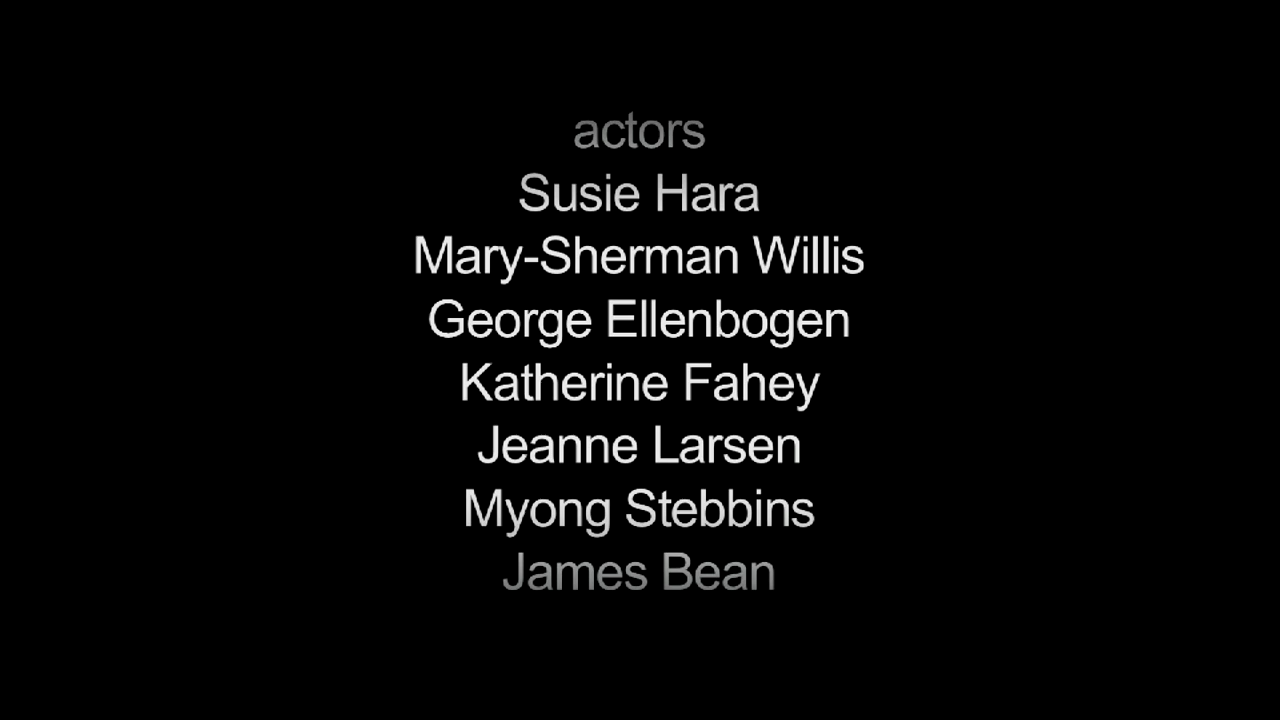 actors
Susie Hara
Mary-Sherman Willis
George Ellenbogen
Katherine Fahey
Jeanne Larsen
Myong Stebbins
James Bean